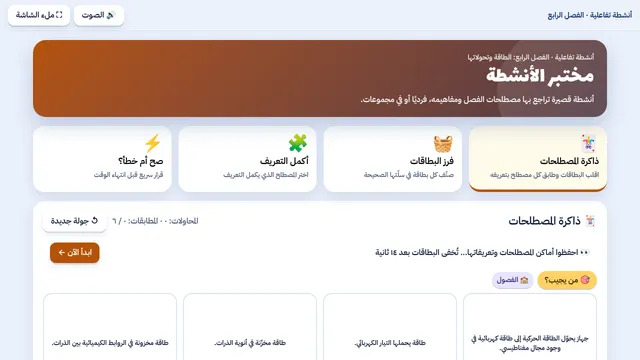 أنشطة تفاعلية - الفصل الرابع
🔊 الصوت
⛶ ملء الشاشة
أنشطة تفاعلية - الفصل الرابع: الطاقة وتحولاتها
مختبر الأنشطة
أنشطة قصيرة تراجع بها مصطلحات الفصل ومفاهيمه، فرديًا أو في مجموعات.
ذاكرة المصطلحات
اقلب البطاقات وطابق كل مصطلح بتعريفه
فرز البطاقات
صنّف كل بطاقة في سلّتها الصحيحة
أكمل التعريف
اختر المصطلح الذي يكمل التعريف
صح أم خطأ؟
قرار سريع قبل انتهاء الوقت
ذاكرة المصطلحات
المحاولات: ٠ · المطابقات: ٠ / ٦
↺ جولة جديدة
👀 احفظوا أماكن المصطلحات وتعريفاتها... تُخفى البطاقات بعد ١٤ ثانية
ابدأ الآن ←
🎯 من يجيب؟
🏫 الفصول
جهاز يحوّل الطاقة الحركية إلى طاقة كهربائية في
وجود مجال مغناطيسي.
طاقة يحملها التيار الكهربائي.
طاقة مخزّنة في أنوية الذرات.
طاقة مخزونة في الروابط الكيميائية بين الذرات.